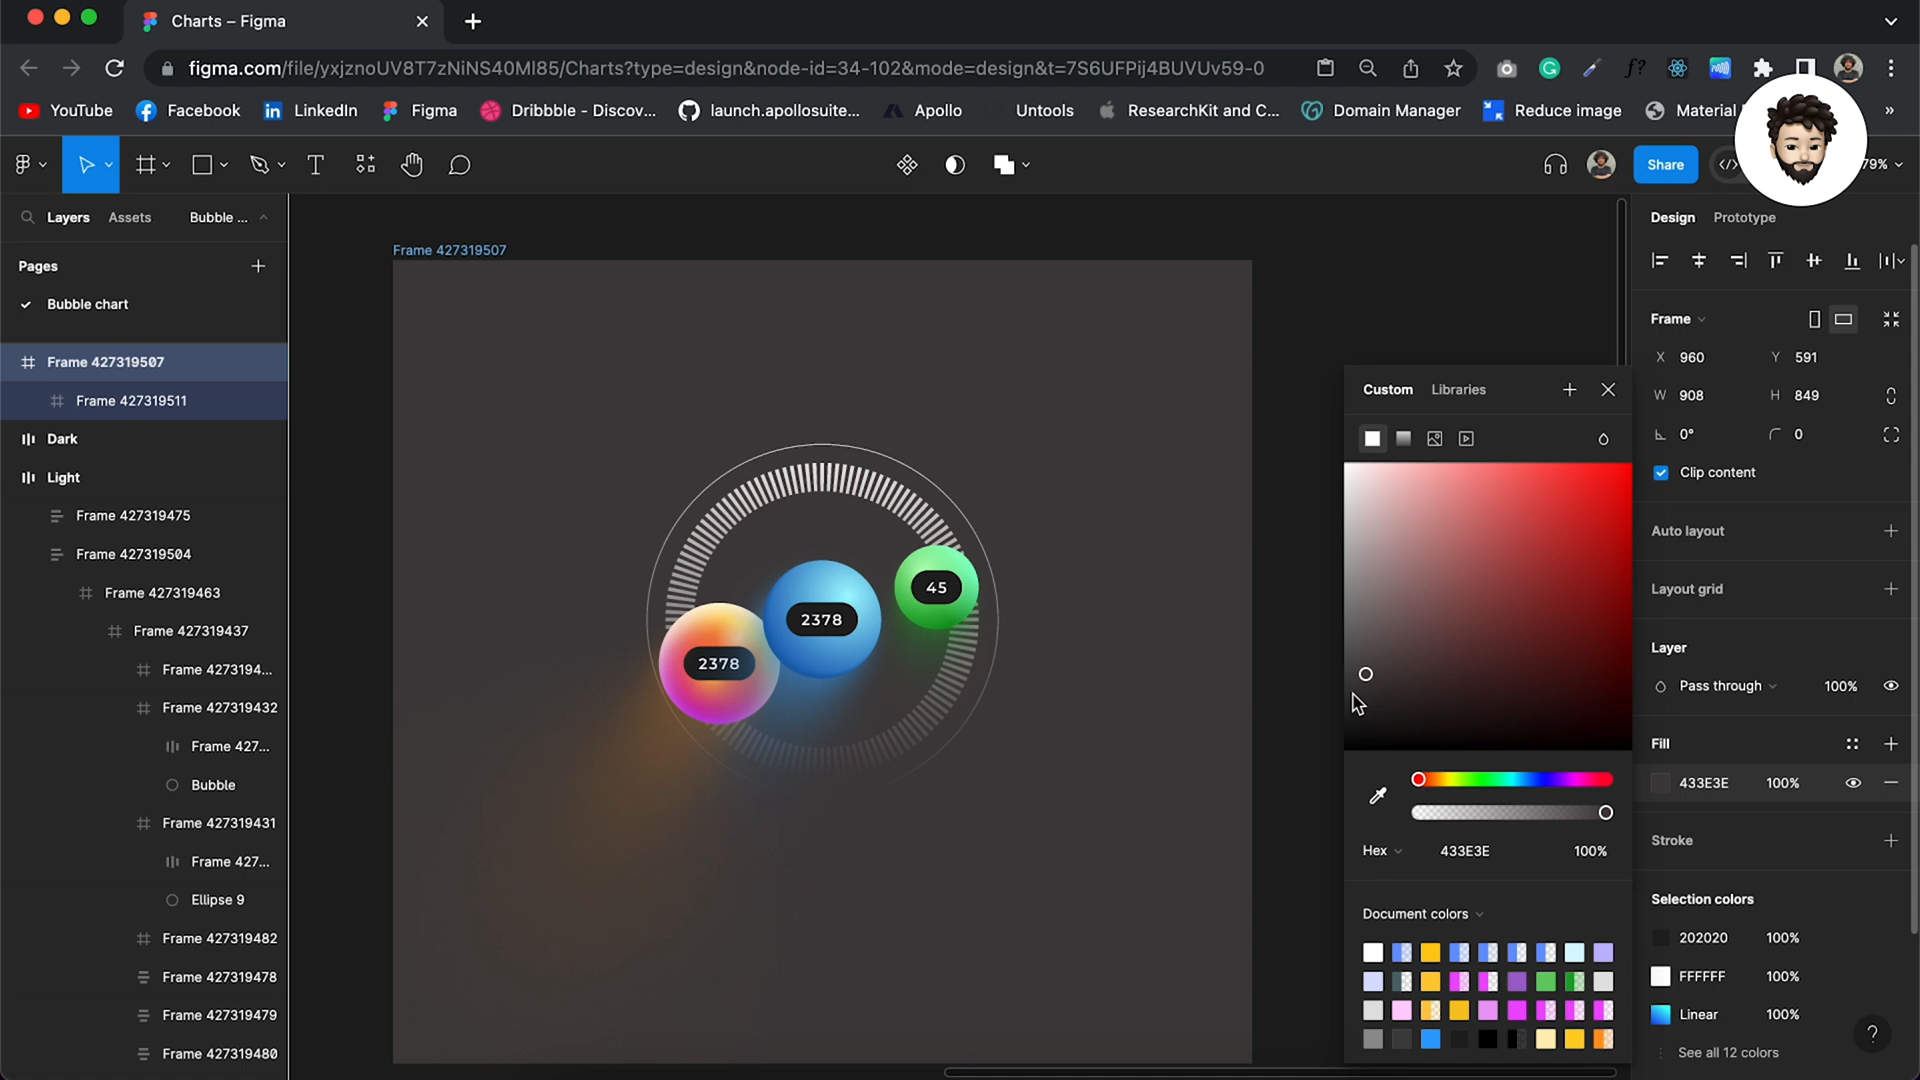 Charts – Figma
figma.com/file/yxjznoUV8T7zNiNS40Ml85/Charts?type=design&node-id=34-102&mode=design&t=7S6UFPij4BUVUv59-0
YouTube
Facebook
LinkedIn
Figma
Dribbble - Discov...
launch.apollosuite...
Apollo
Untools
ResearchKit and C...
Domain Manager
Reduce image
Material
»
Share
79%
Layers
Assets
Bubble ...
Pages
Bubble chart
Frame 427319507
Frame 427319511
Dark
Light
Frame 427319475
Frame 427319504
Frame 427319463
Frame 427319437
Frame 4273194...
Frame 427319432
Frame 427...
Bubble
Frame 427319431
Frame 427...
Ellipse 9
Frame 427319482
Frame 427319478
Frame 427319479
Frame 427319480
Frame 427319507
45
2378
2378
Custom
Libraries
Hex
433E3E
100%
Document colors
Design
Prototype
Frame
X 960
Y 591
W 908
H 849
0°
0
Clip content
Auto layout
Layout grid
Layer
Pass through
100%
Fill
433E3E
100%
Stroke
Selection colors
202020 100%
FFFFFF 100%
Linear 100%
See all 12 colors
?